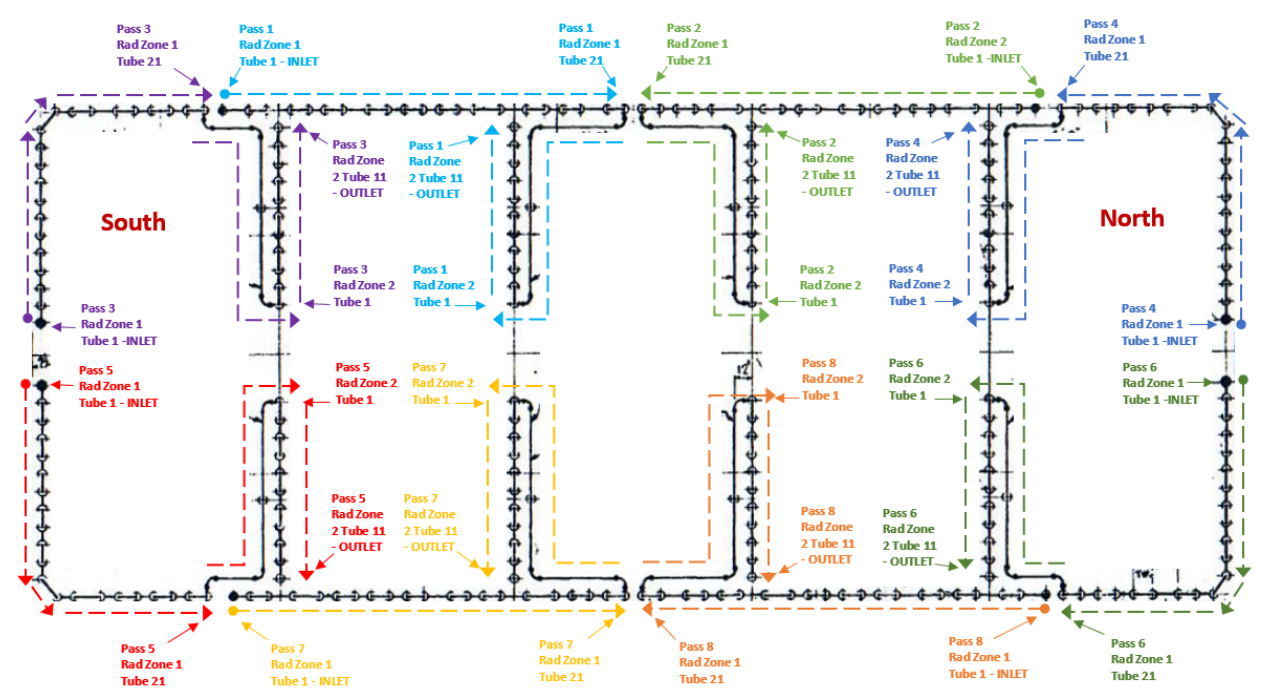 Pass 3
Rad Zone 1
Tube 21
Pass 1
Rad Zone 1
Tube 1 - INLET
Pass 1
Rad Zone 1
Tube 21
Pass 2
Rad Zone 1
Tube 21
Pass 2
Rad Zone 2
Tube 1 -INLET
Pass 4
Rad Zone 1
Tube 21
Pass 3
Rad Zone
2 Tube 11
- OUTLET
Pass 1
Rad Zone
2 Tube 11
- OUTLET
Pass 2
Rad Zone
2 Tube 11
- OUTLET
Pass 4
Rad Zone
2 Tube 11
- OUTLET
South
North
Pass 3
Rad Zone 2
Tube 1
Pass 1
Rad Zone 2
Tube 1
Pass 2
Rad Zone 2
Tube 1
Pass 4
Rad Zone 2
Tube 1
Pass 3
Rad Zone 1
Tube 1 -INLET
Pass 4
Rad Zone 1
Tube 1 -INLET
Pass 5
Rad Zone 1
Tube 1 - INLET
Pass 5
Rad Zone 2
Tube 1
Pass 7
Rad Zone 2
Tube 1
Pass 8
Rad Zone 2
Tube 1
Pass 6
Rad Zone 2
Tube 1
Pass 6
Rad Zone 1
Tube 1 -INLET
Pass 5
Rad Zone
2 Tube 11
- OUTLET
Pass 7
Rad Zone
2 Tube 11
- OUTLET
Pass 8
Rad Zone
2 Tube 11
- OUTLET
Pass 6
Rad Zone
2 Tube 11
- OUTLET
Pass 5
Rad Zone 1
Tube 21
Pass 7
Rad Zone 1
Tube 1 - INLET
Pass 7
Rad Zone 1
Tube 21
Pass 8
Rad Zone 1
Tube 21
Pass 8
Rad Zone 1
Tube 1 - INLET
Pass 6
Rad Zone 1
Tube 21